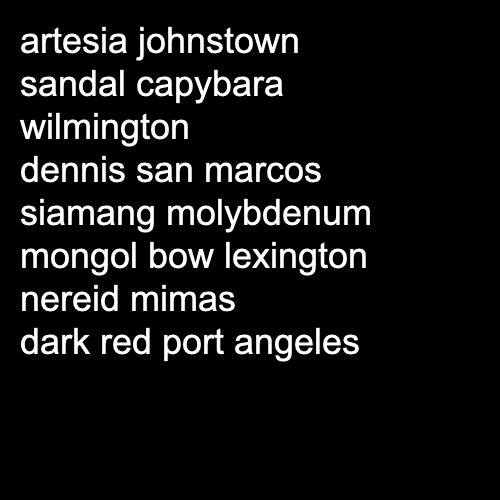 artesia johnstown
sandal capybara
wilmington
dennis san marcos
siamang molybdenum
mongol bow lexington
nereid mimas
dark red port angeles